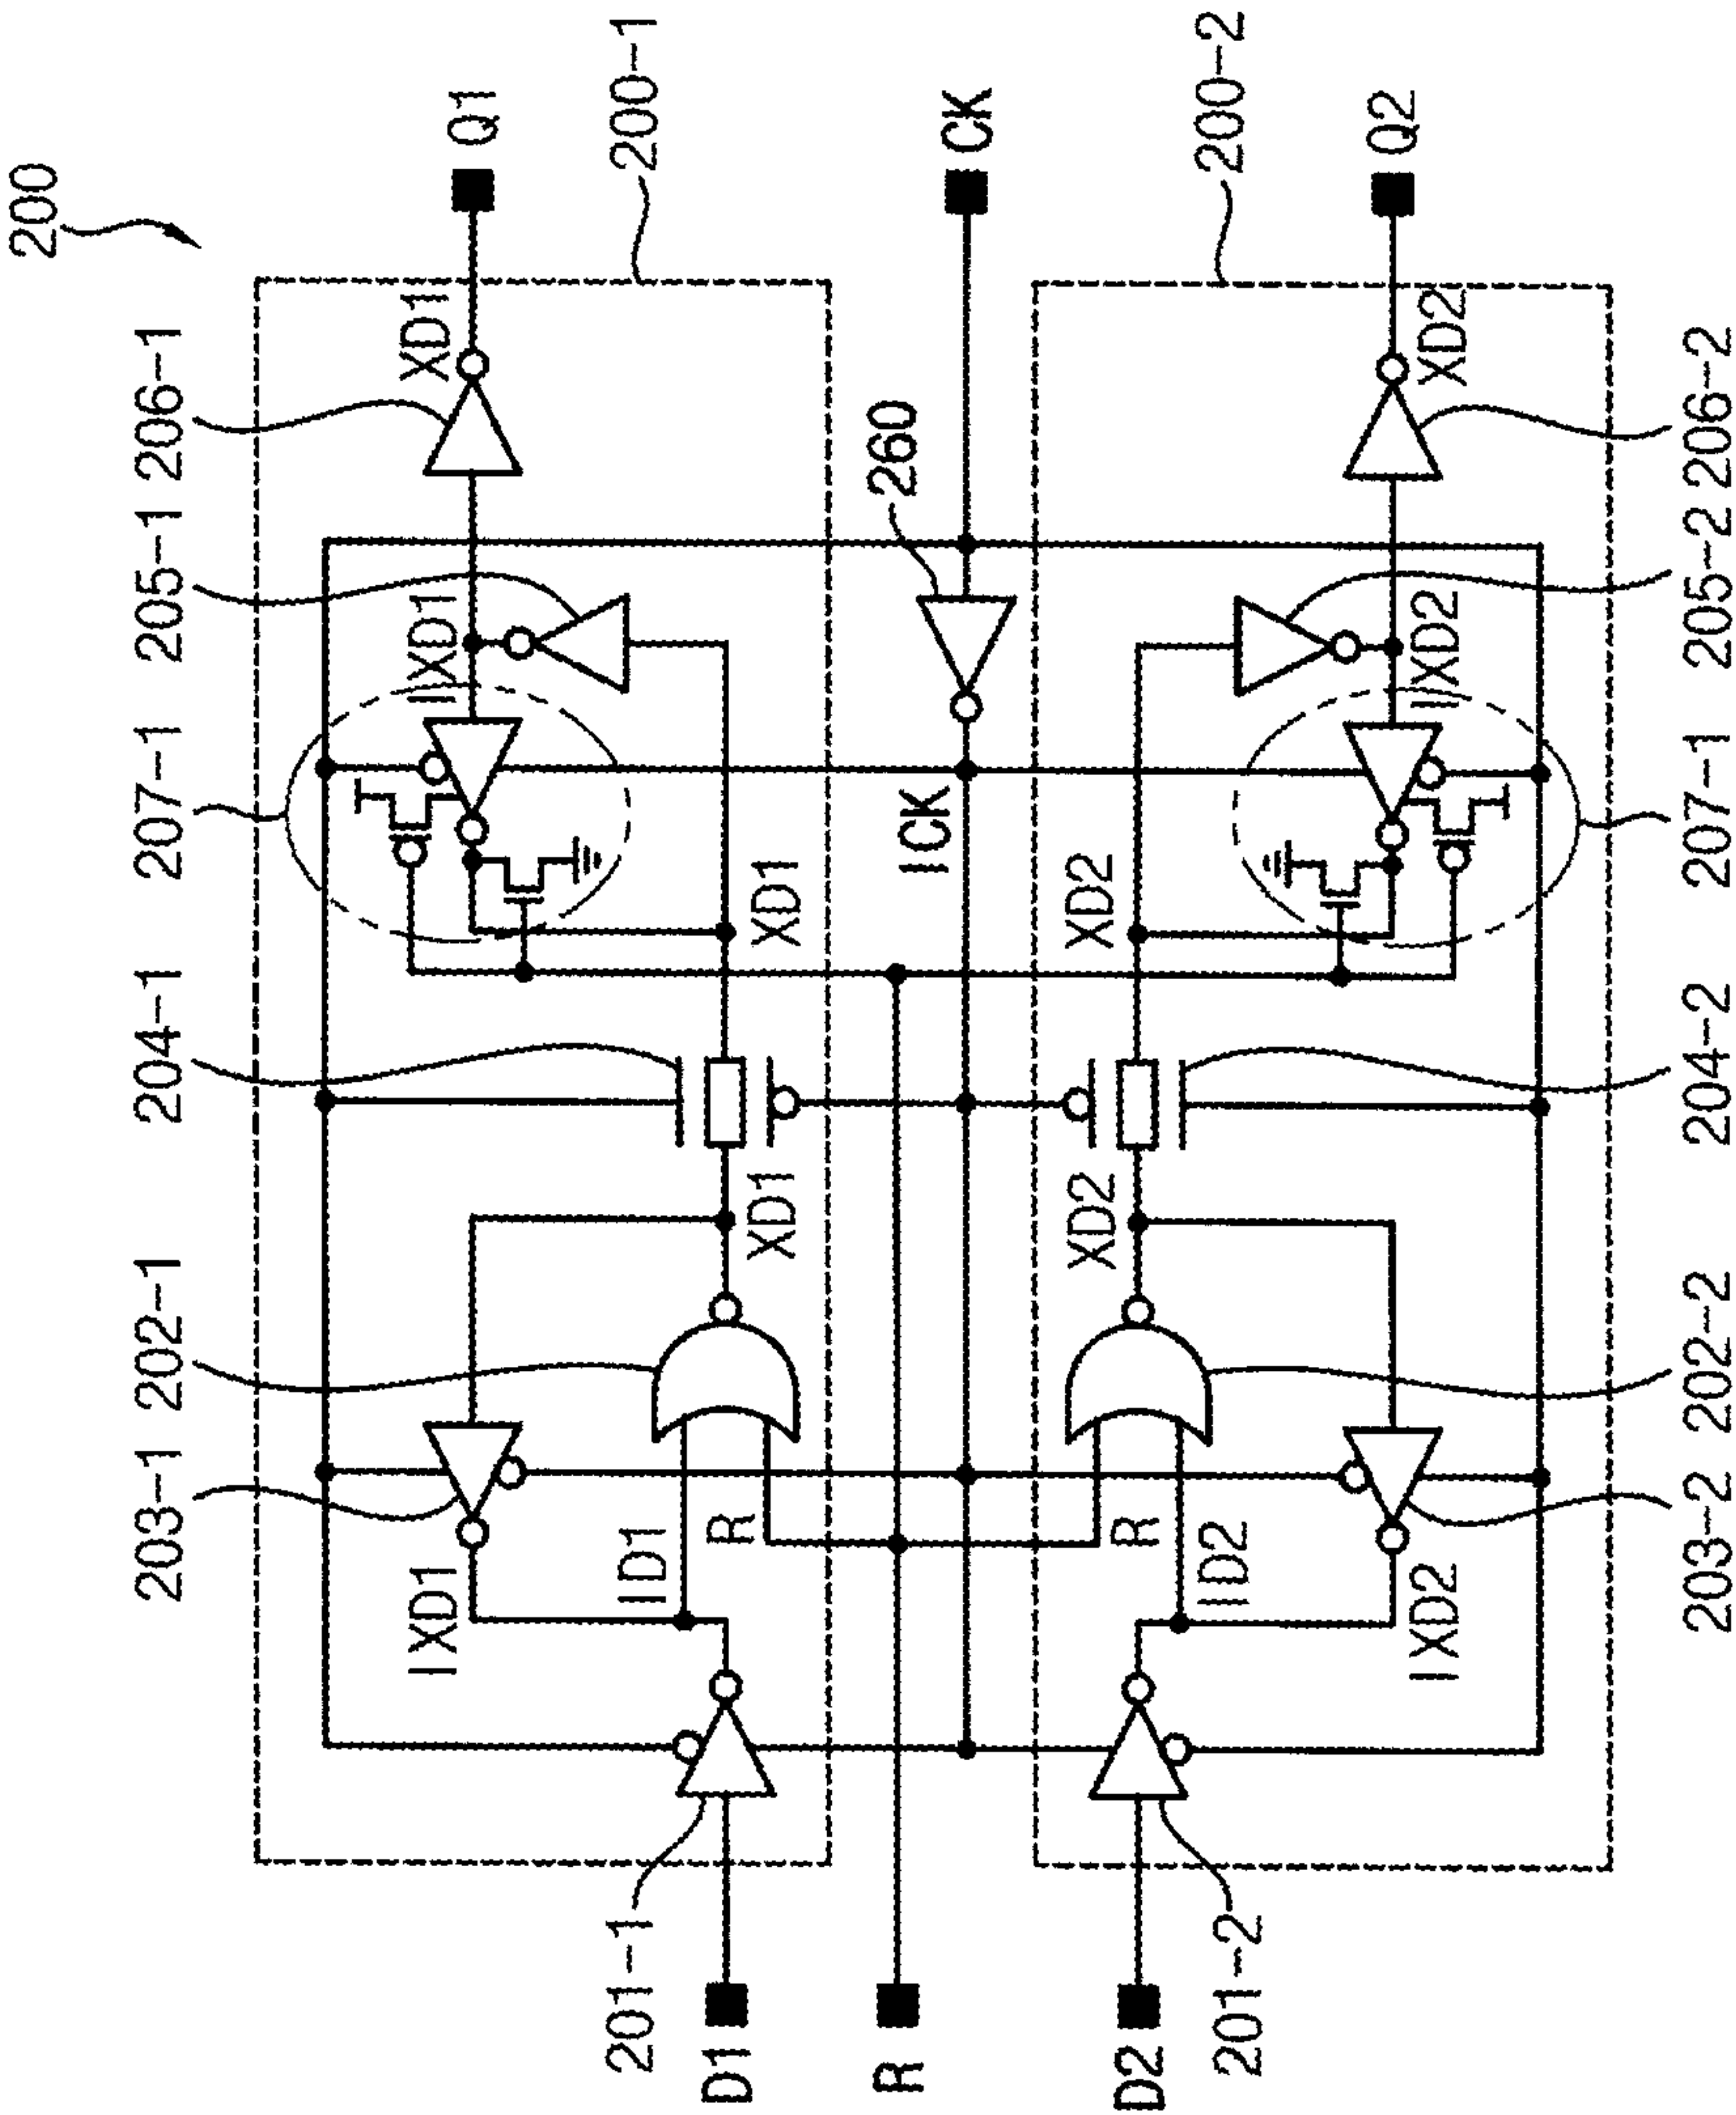 200
203-1 202-1 204-1 207-1 205-1 206-1
IXD1 IIXD1 XD1
Q1
201-1 ID1 200-1
D1 R
XD1 XD1
R 260
ICK
CK
XD2 XD2
D2 R
201-2 ID2 200-2
Q2
IXD2 IIXD2 XD2
203-2 202-2 204-2 207-1 205-2 206-2